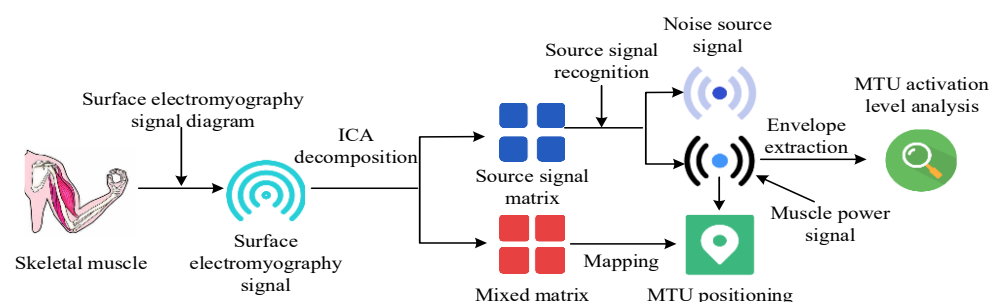 Skeletal muscle
Surface electromyography
signal diagram
Surface
electromyography
signal
ICA
decomposition
Source signal
matrix
Mixed matrix
Source signal
recognition
Noise source
signal
Mapping
MTU positioning
Muscle power
signal
Envelope
extraction
MTU activation
level analysis